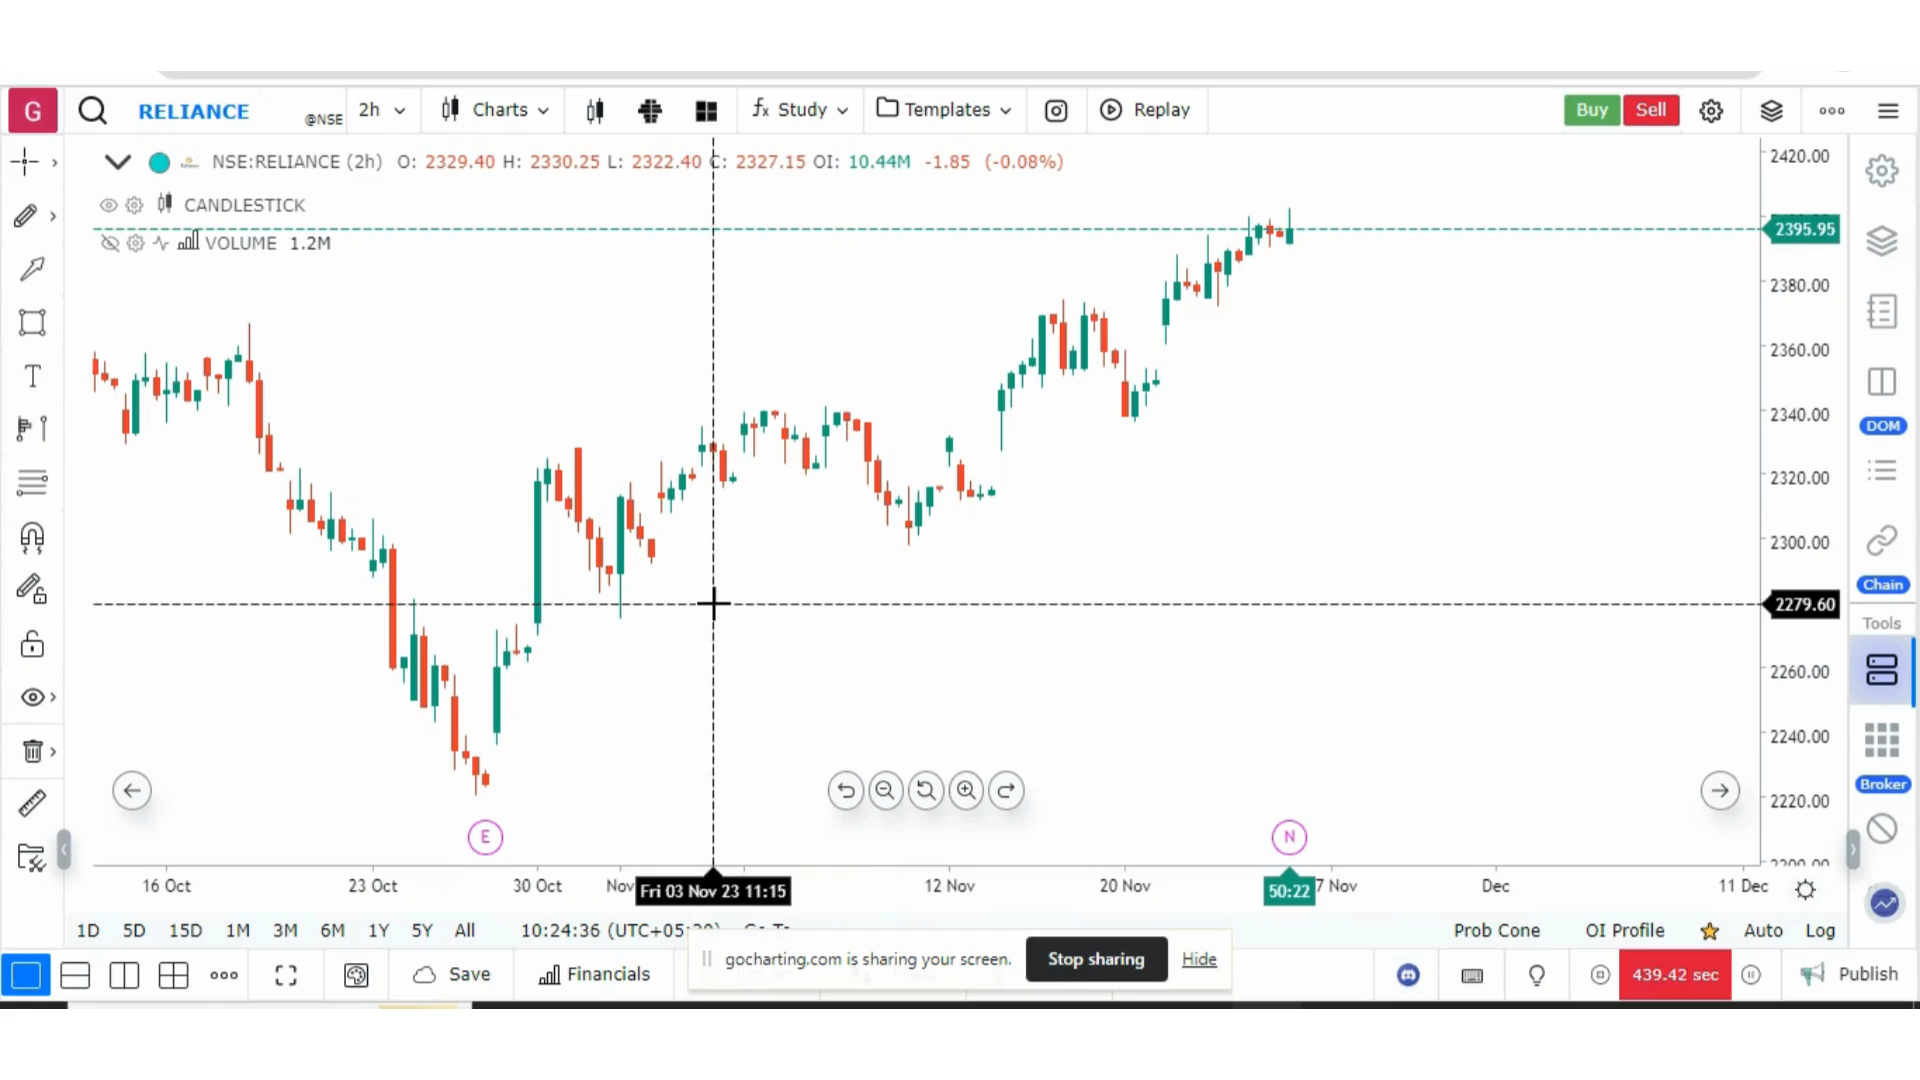 G RELIANCE @NSE 2h Charts Study Templates Replay Buy Sell
NSE:RELIANCE (2h) O: 2329.40 H: 2330.25 L: 2322.40 C: 2327.15 OI: 10.44M -1.85 (-0.08%)
CANDLESTICK
VOLUME 1.2M
2420.00
2395.95
2380.00
2360.00
2340.00
2320.00
2300.00
2279.60
2260.00
2240.00
2220.00
DOM
Chain
Tools
Broker
E N
16 Oct 23 Oct 30 Oct Nov Fri 03 Nov 23 11:15 12 Nov 20 Nov 50:22 7 Nov Dec 11 Dec
1D 5D 15D 1M 3M 6M 1Y 5Y All 10:24:36 Prob Cone OI Profile Auto Log
Save Financials gocharting.com is sharing your screen. Stop sharing Hide 439.42 sec Publish